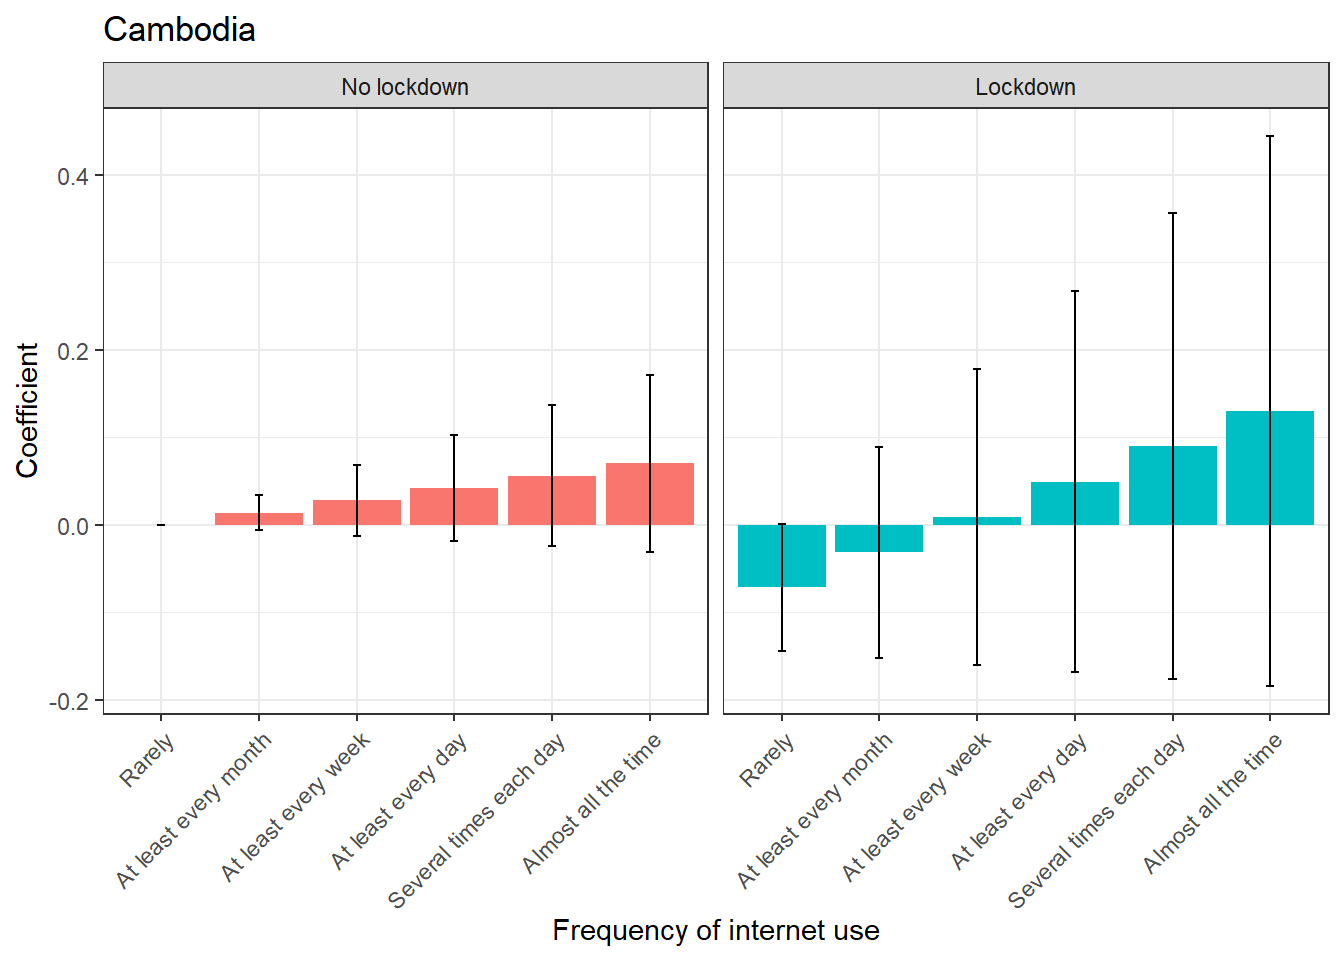 Cambodia
No lockdown
Lockdown
Coefficient
0.4
0.2
0.0
-0.2
Rarely
At least every month
At least every week
At least every day
Several times each day
Almost all the time
Rarely
At least every month
At least every week
At least every day
Several times each day
Almost all the time
Frequency of internet use